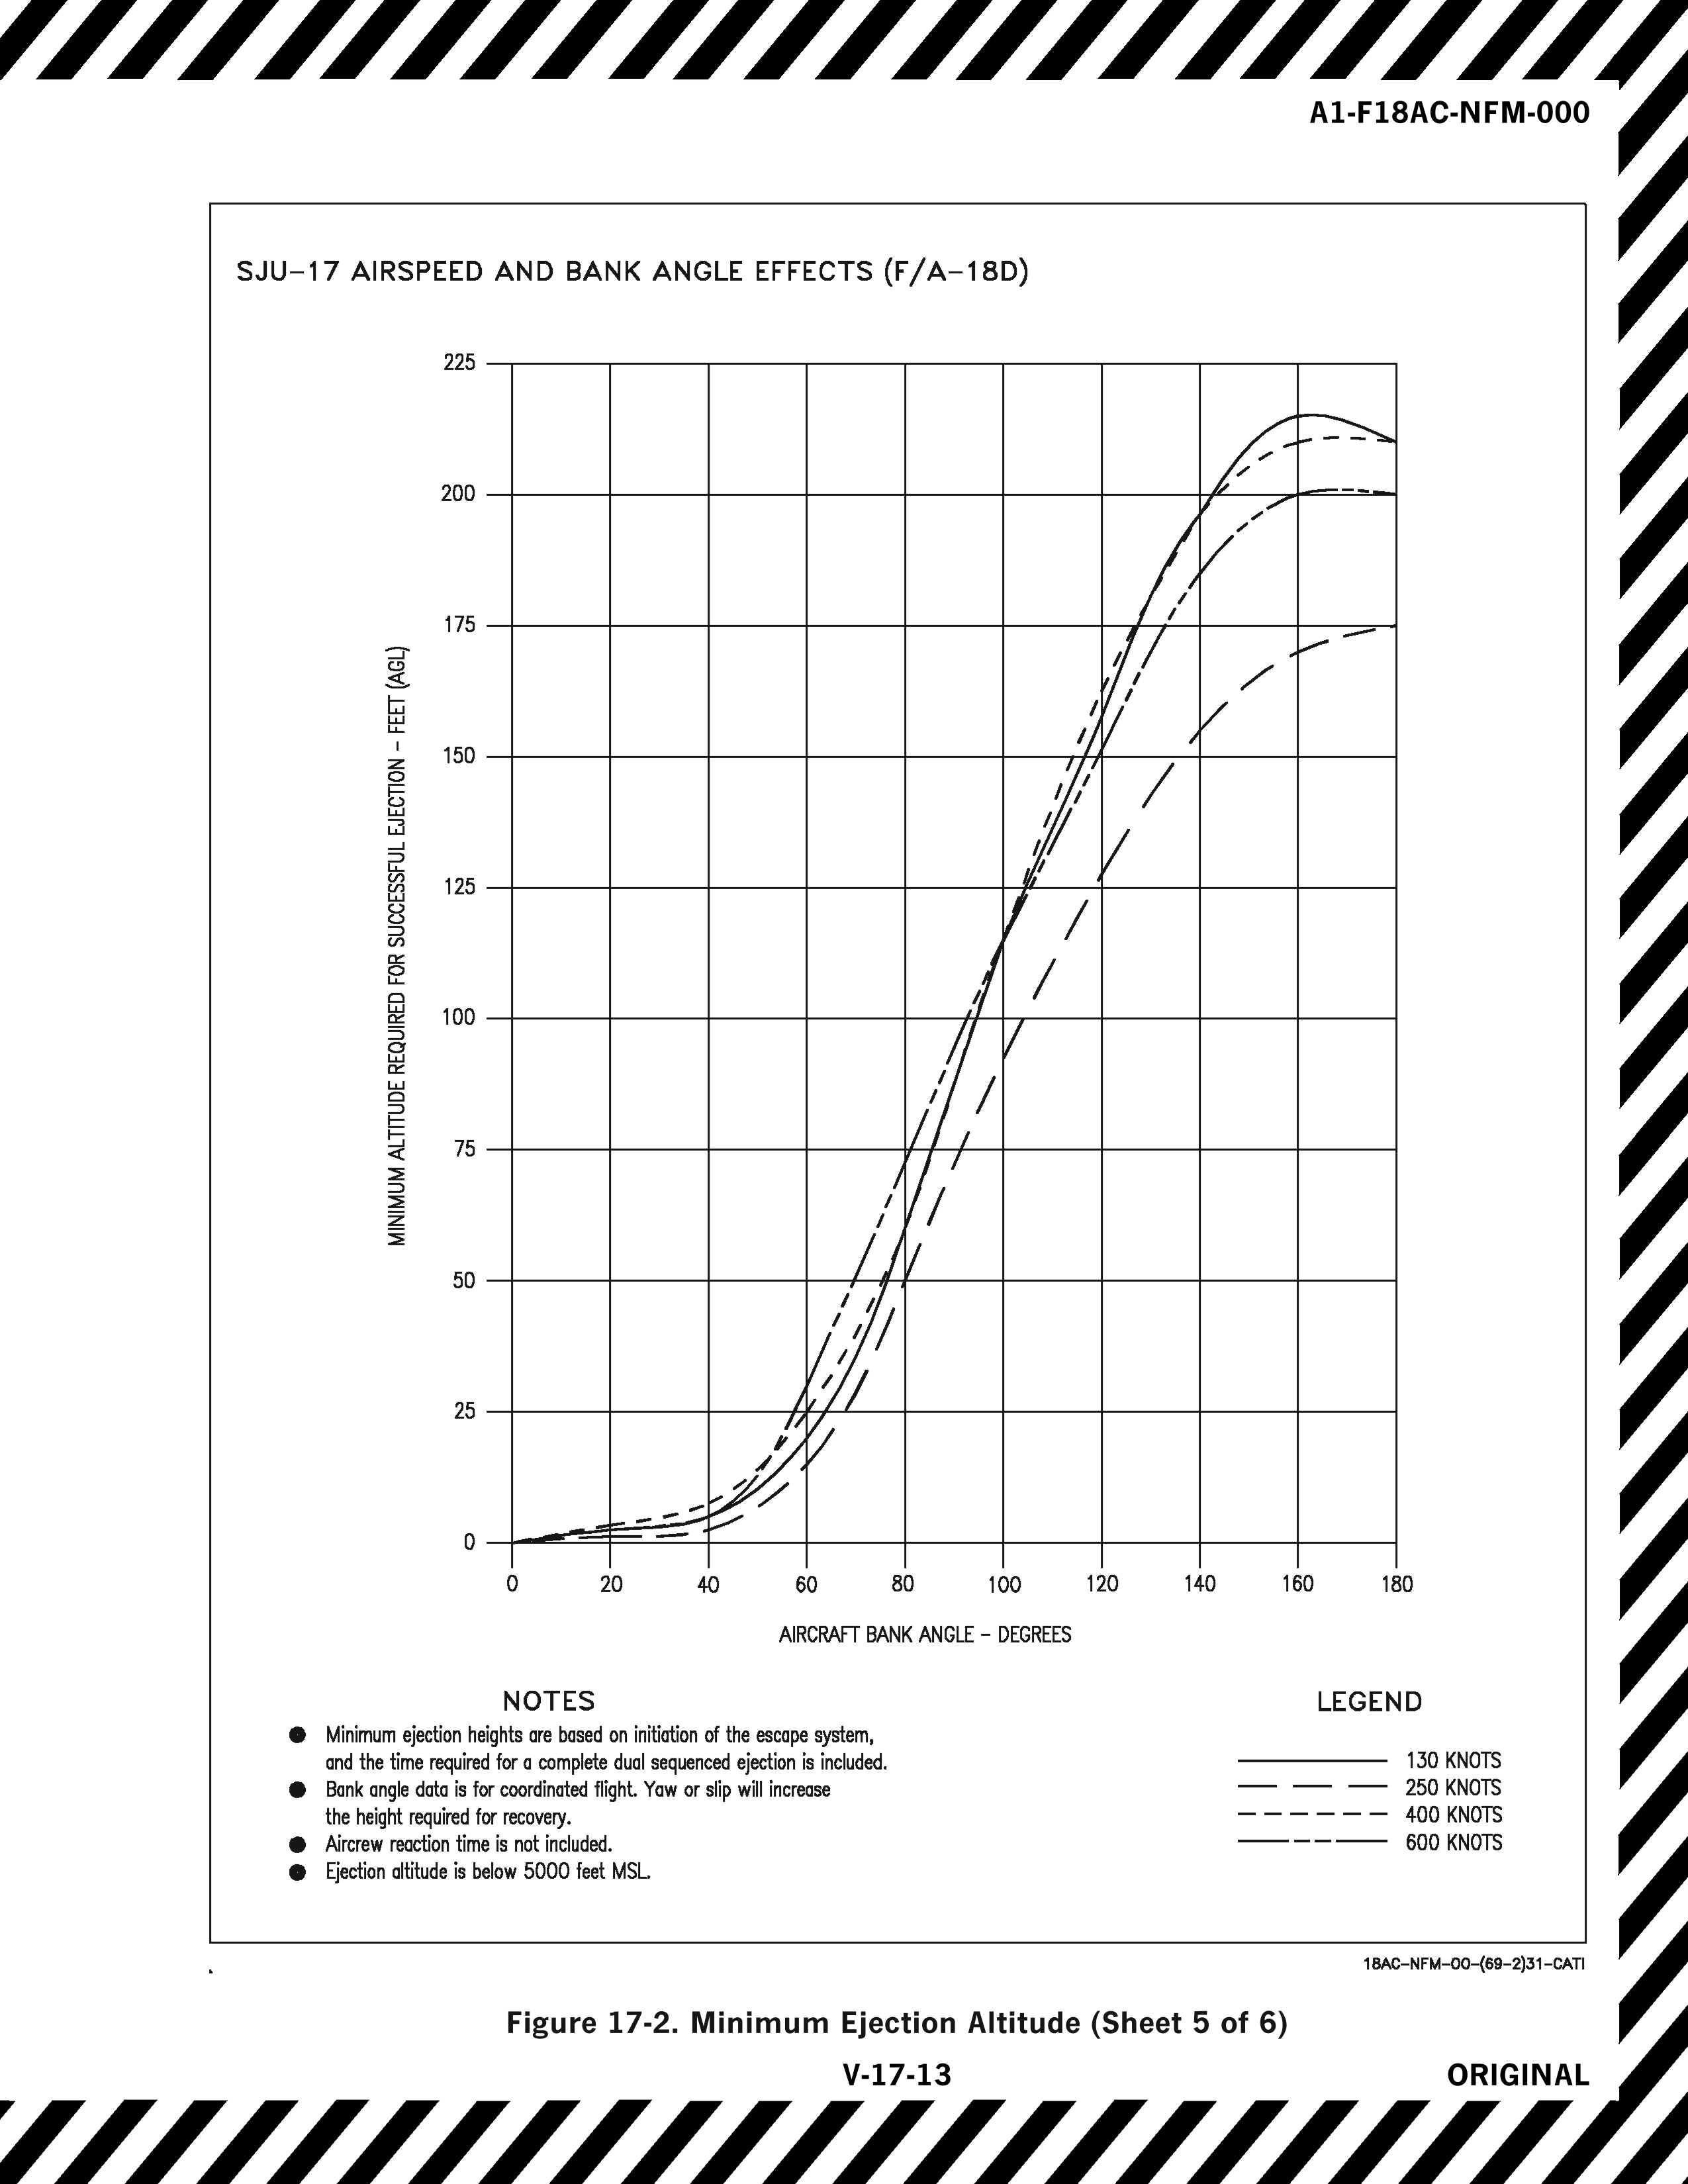 A1-F18AC-NFM-000
SJU-17 AIRSPEED AND BANK ANGLE EFFECTS (F/A-18D)
225
200
175
150
125
100
75
50
25
0
MINIMUM ALTITUDE REQUIRED FOR SUCCESSFUL EJECTION - FEET (AGL)
0 20 40 60 80 100 120 140 160 180
AIRCRAFT BANK ANGLE - DEGREES
NOTES
● Minimum ejection heights are based on initiation of the escape system,
and the time required for a complete dual sequenced ejection is included.
● Bank angle data is for coordinated flight. Yaw or slip will increase
the height required for recovery.
● Aircrew reaction time is not included.
● Ejection altitude is below 5000 feet MSL.
LEGEND
130 KNOTS
250 KNOTS
400 KNOTS
600 KNOTS
18AC-NFM-00-(69-2)31-CATI
Figure 17-2. Minimum Ejection Altitude (Sheet 5 of 6)
V-17-13
ORIGINAL